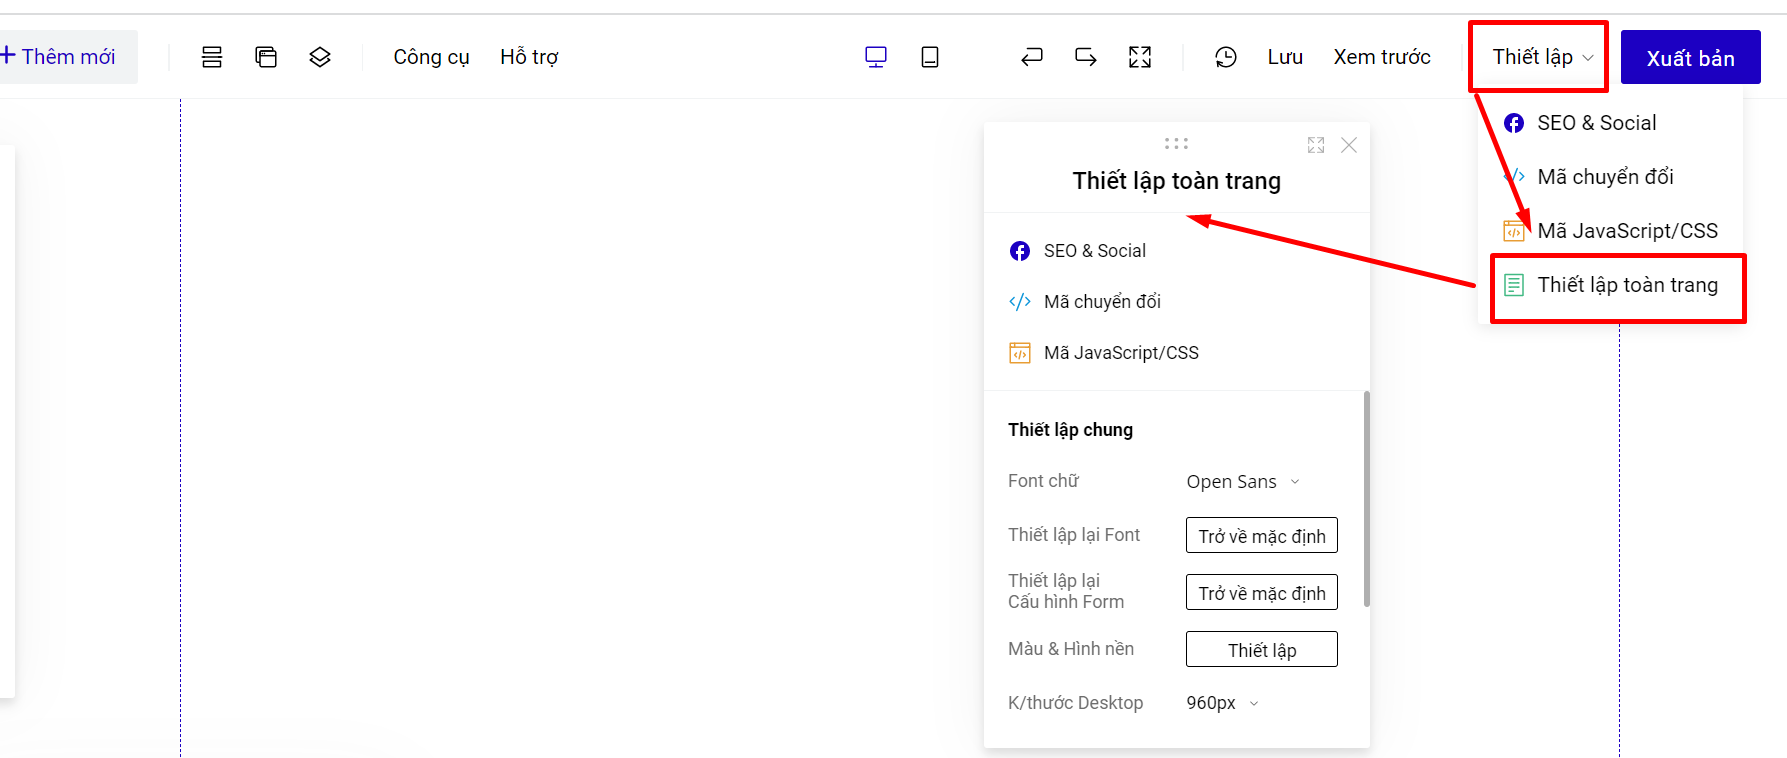 Thêm mới
Công cụ
Hỗ trợ
Lưu
Xem trước
Thiết lập
Xuất bản
SEO & Social
Mã chuyển đổi
Mã JavaScript/CSS
Thiết lập toàn trang
Thiết lập toàn trang
SEO & Social
Mã chuyển đổi
Mã JavaScript/CSS
Thiết lập chung
Font chữ
Open Sans
Thiết lập lại Font
Trở về mặc định
Thiết lập lại
Cấu hình Form
Trở về mặc định
Màu & Hình nền
Thiết lập
K/thước Desktop
960px